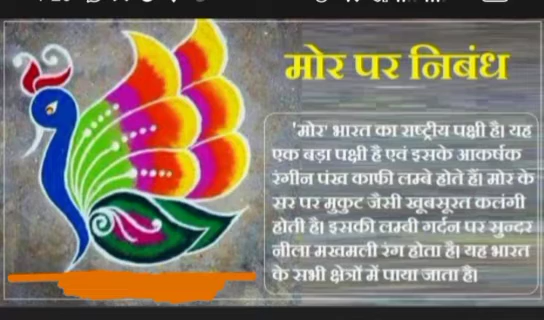 मोर पर निबंध
'मोर' भारत का राष्ट्रीय पक्षी है। यह
एक बड़ा पक्षी है एवं इसके आकर्षक
रंगीन पंख काफी लम्बे होते हैं। मोर के
सर पर मुकुट जैसी खूबसूरत कलंगी
होती है। इसकी लम्बी गर्दन पर सुन्दर
नीला मखमली रंग होता है। यह भारत
के सभी क्षेत्रों में पाया जाता है।